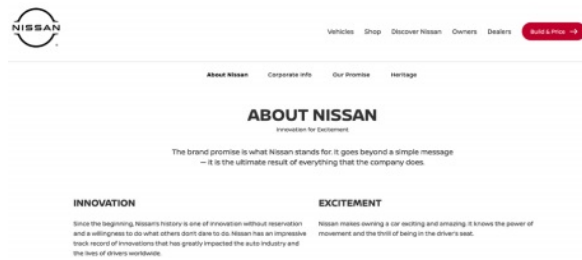 NISSAN
Vehicles Shop Discover Nissan Owners Dealers Build & Price →
About Nissan Corporate Info Our Promise Heritage
ABOUT NISSAN
Innovation for Excitement
The brand promise is what Nissan stands for. It goes beyond a simple message
— it is the ultimate result of everything that the company does.
INNOVATION
Since the beginning, Nissan's history is one of innovation without reservation
and a willingness to do what others don't dare to do. Nissan has an impressive
track record of innovations that has greatly impacted the auto industry and
the lives of drivers worldwide.
EXCITEMENT
Nissan makes owning a car exciting and amazing. It knows the power of
movement and the thrill of being in the driver's seat.